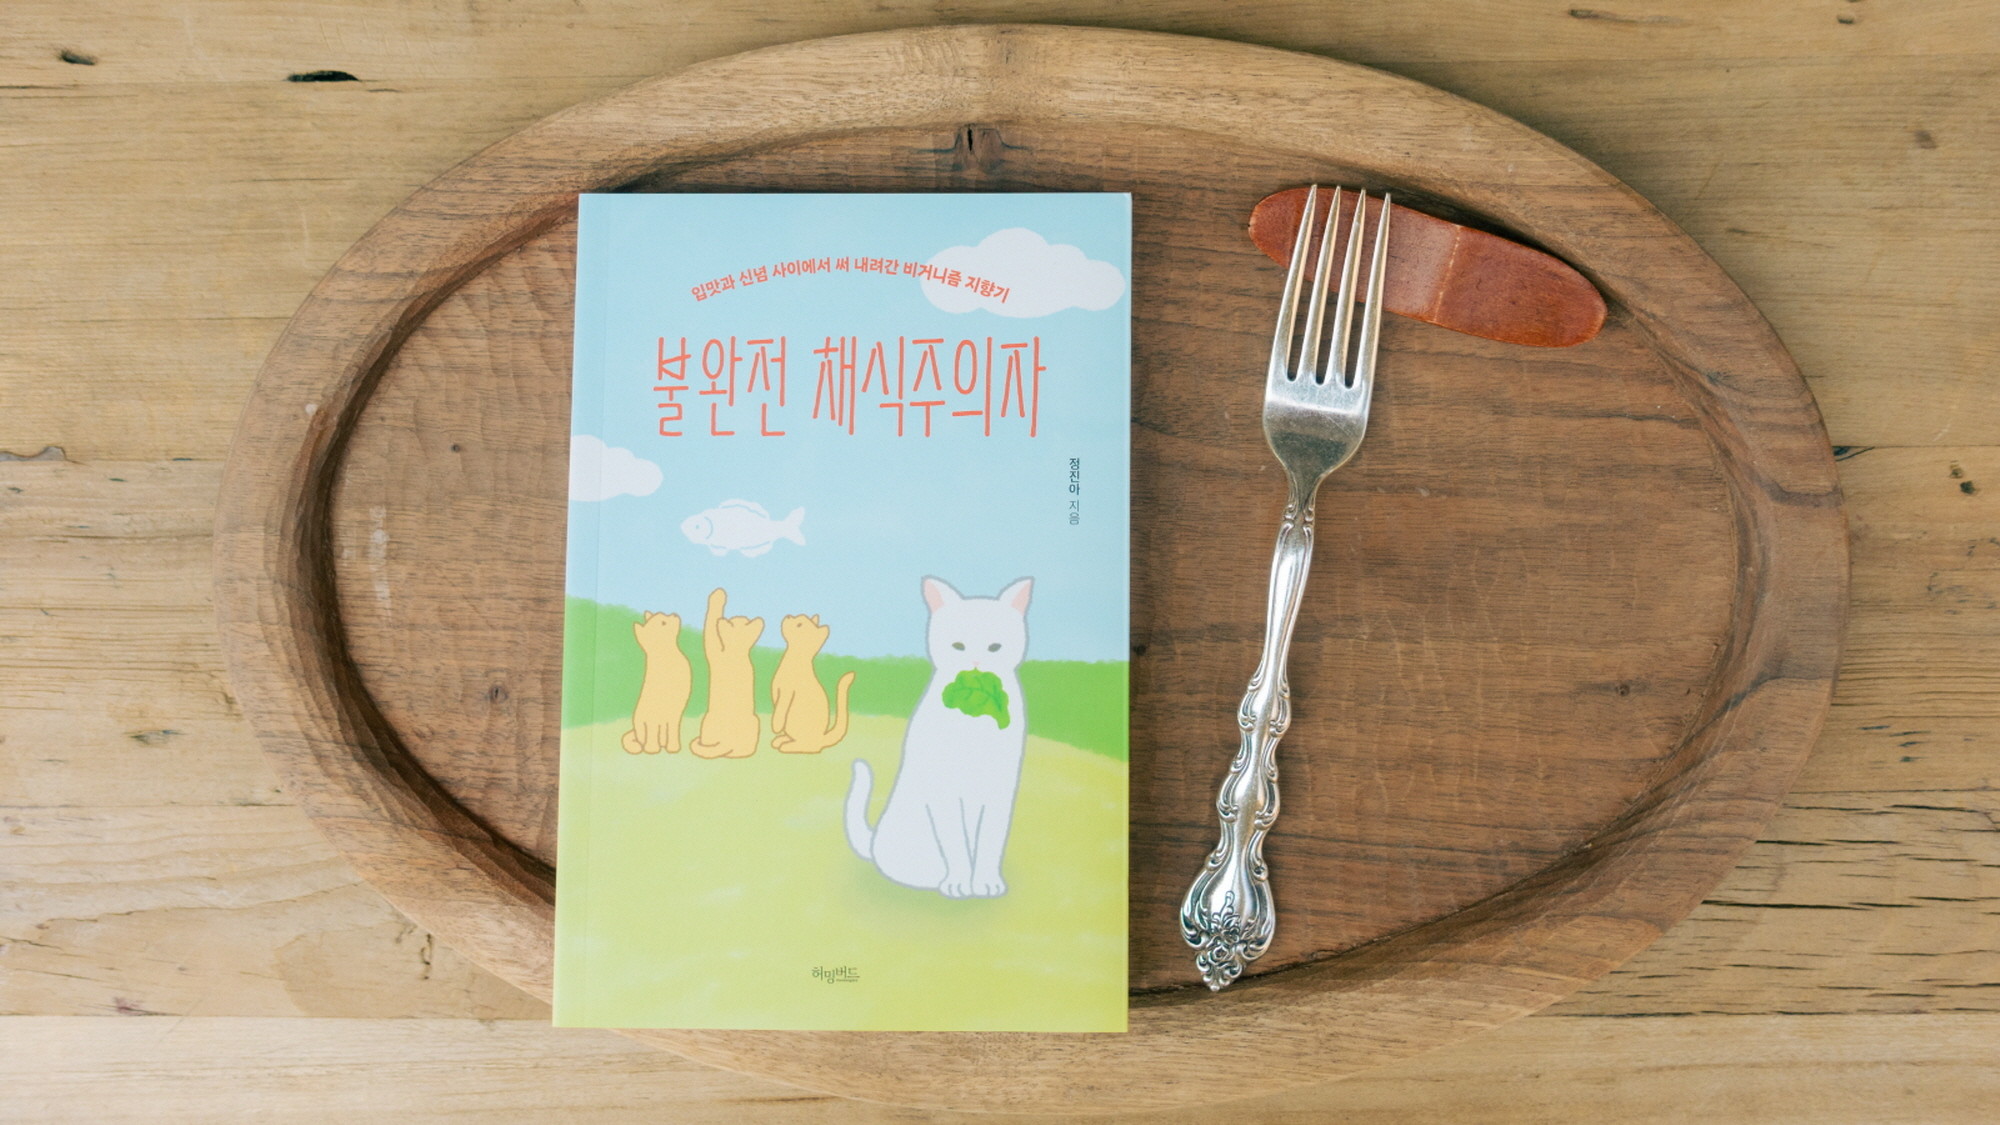 입맛과 신념 사이에서 써 내려간 비거니즘 지향기
불완전 채식주의자
정진아 지음
허밍버드